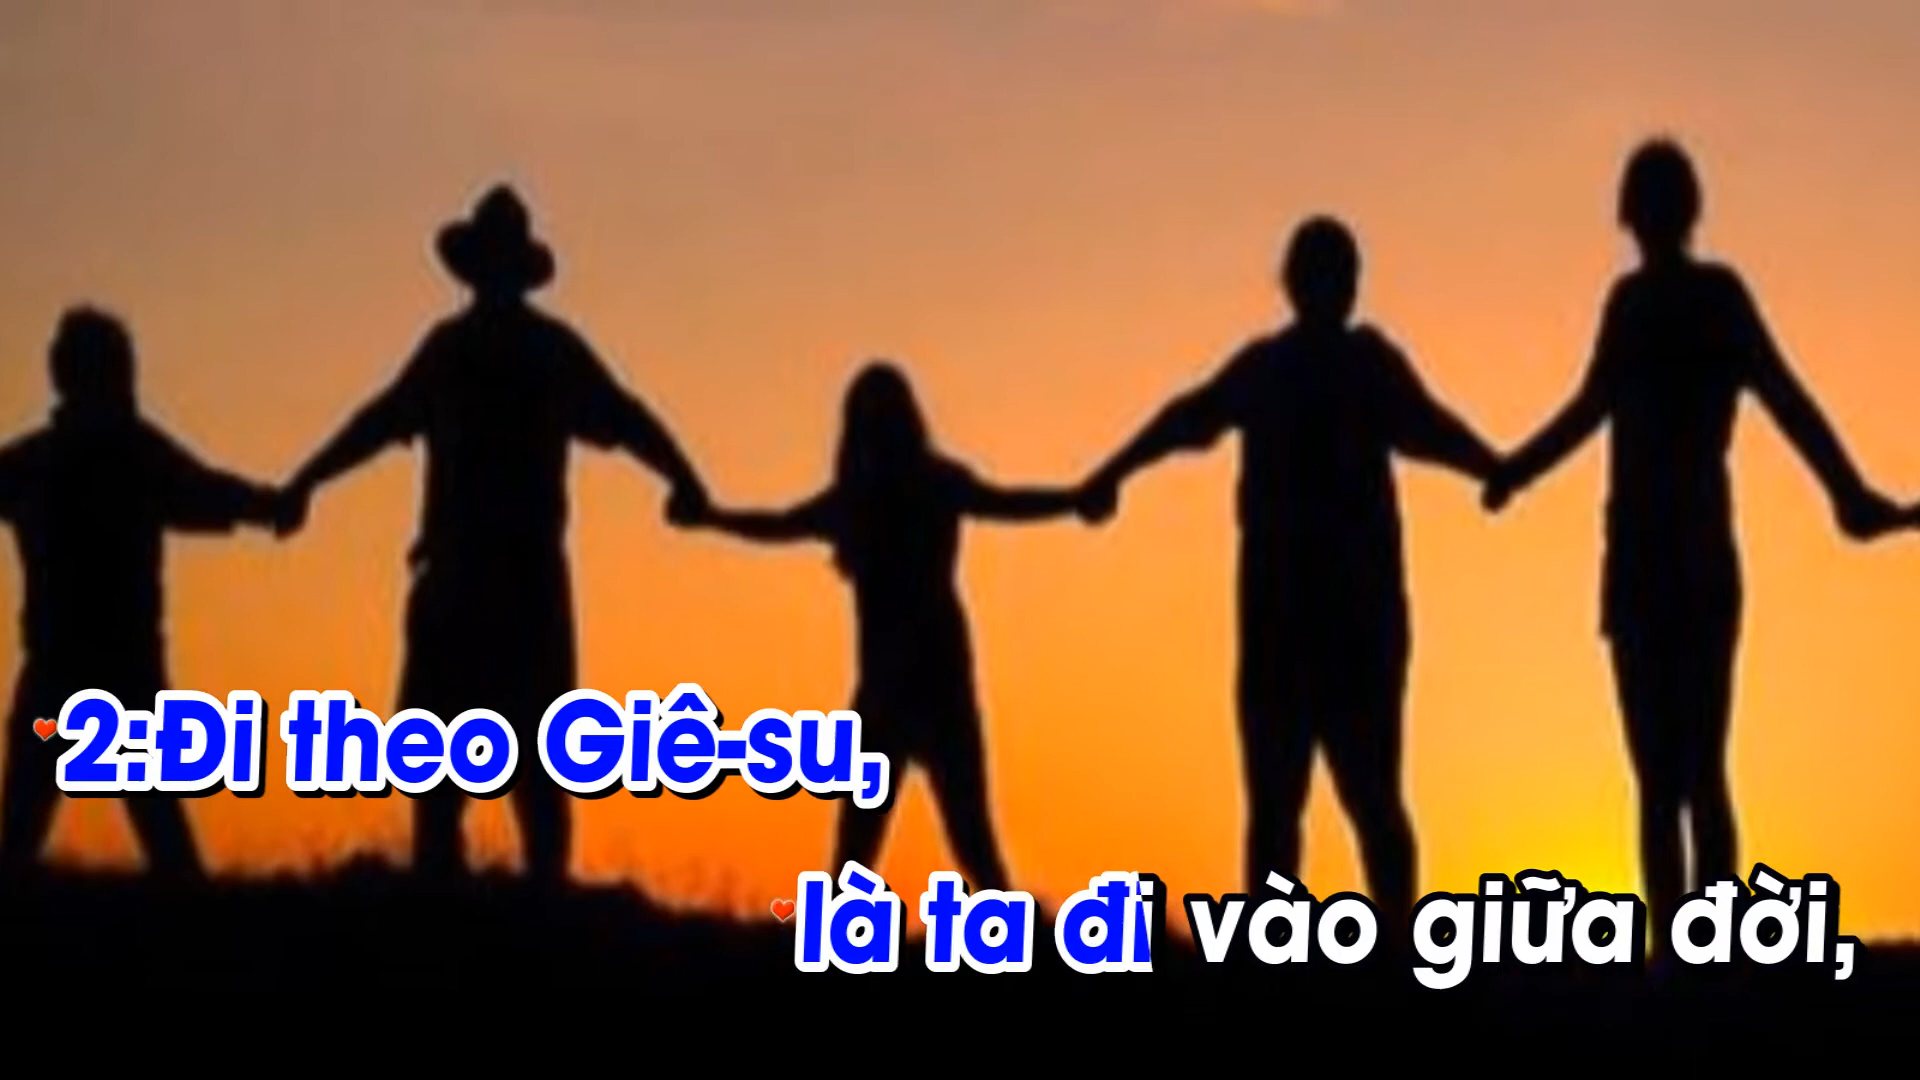 2:Đi theo Giê-su,
là ta đi vào giữa đời,